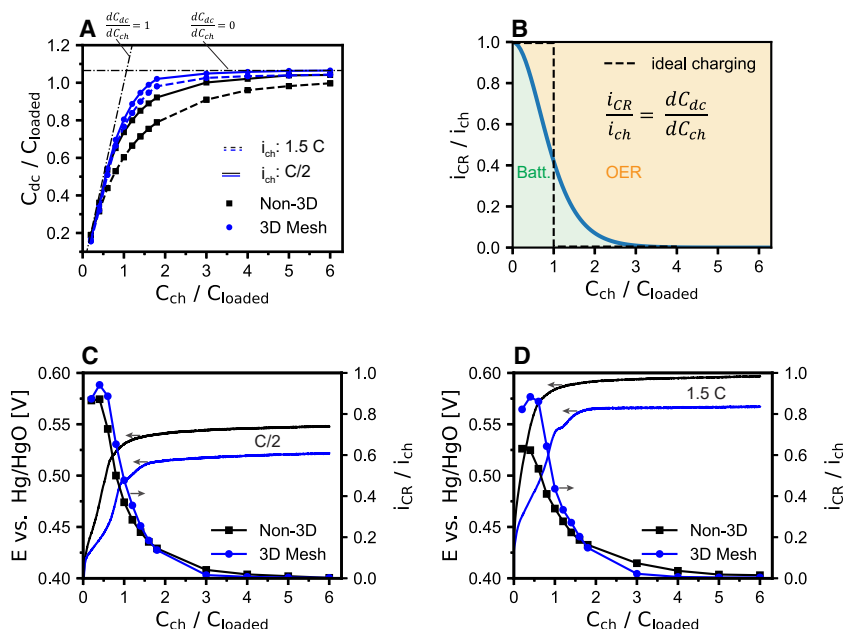 A
dC_dc/dC_ch = 1
dC_dc/dC_ch = 0
C_dc / C_loaded
1.2
1.0
0.8
0.6
0.4
0.2
i_ch: 1.5 C
i_ch: C/2
Non-3D
3D Mesh
0 1 2 3 4 5 6
C_ch / C_loaded
B
i_CR / i_ch
1.0
0.8
0.6
0.4
0.2
0.0
ideal charging
i_CR/i_ch = dC_dc/dC_ch
Batt.
OER
0 1 2 3 4 5 6
C_ch / C_loaded
C
E vs. Hg/HgO [V]
0.60
0.55
0.50
0.45
0.40
C/2
Non-3D
3D Mesh
1.0
0.8
0.6
0.4
0.2
0.0
i_CR / i_ch
0 1 2 3 4 5 6
C_ch / C_loaded
D
E vs. Hg/HgO [V]
0.60
0.55
0.50
0.45
0.40
1.5 C
Non-3D
3D Mesh
1.0
0.8
0.6
0.4
0.2
0.0
i_CR / i_ch
0 1 2 3 4 5 6
C_ch / C_loaded